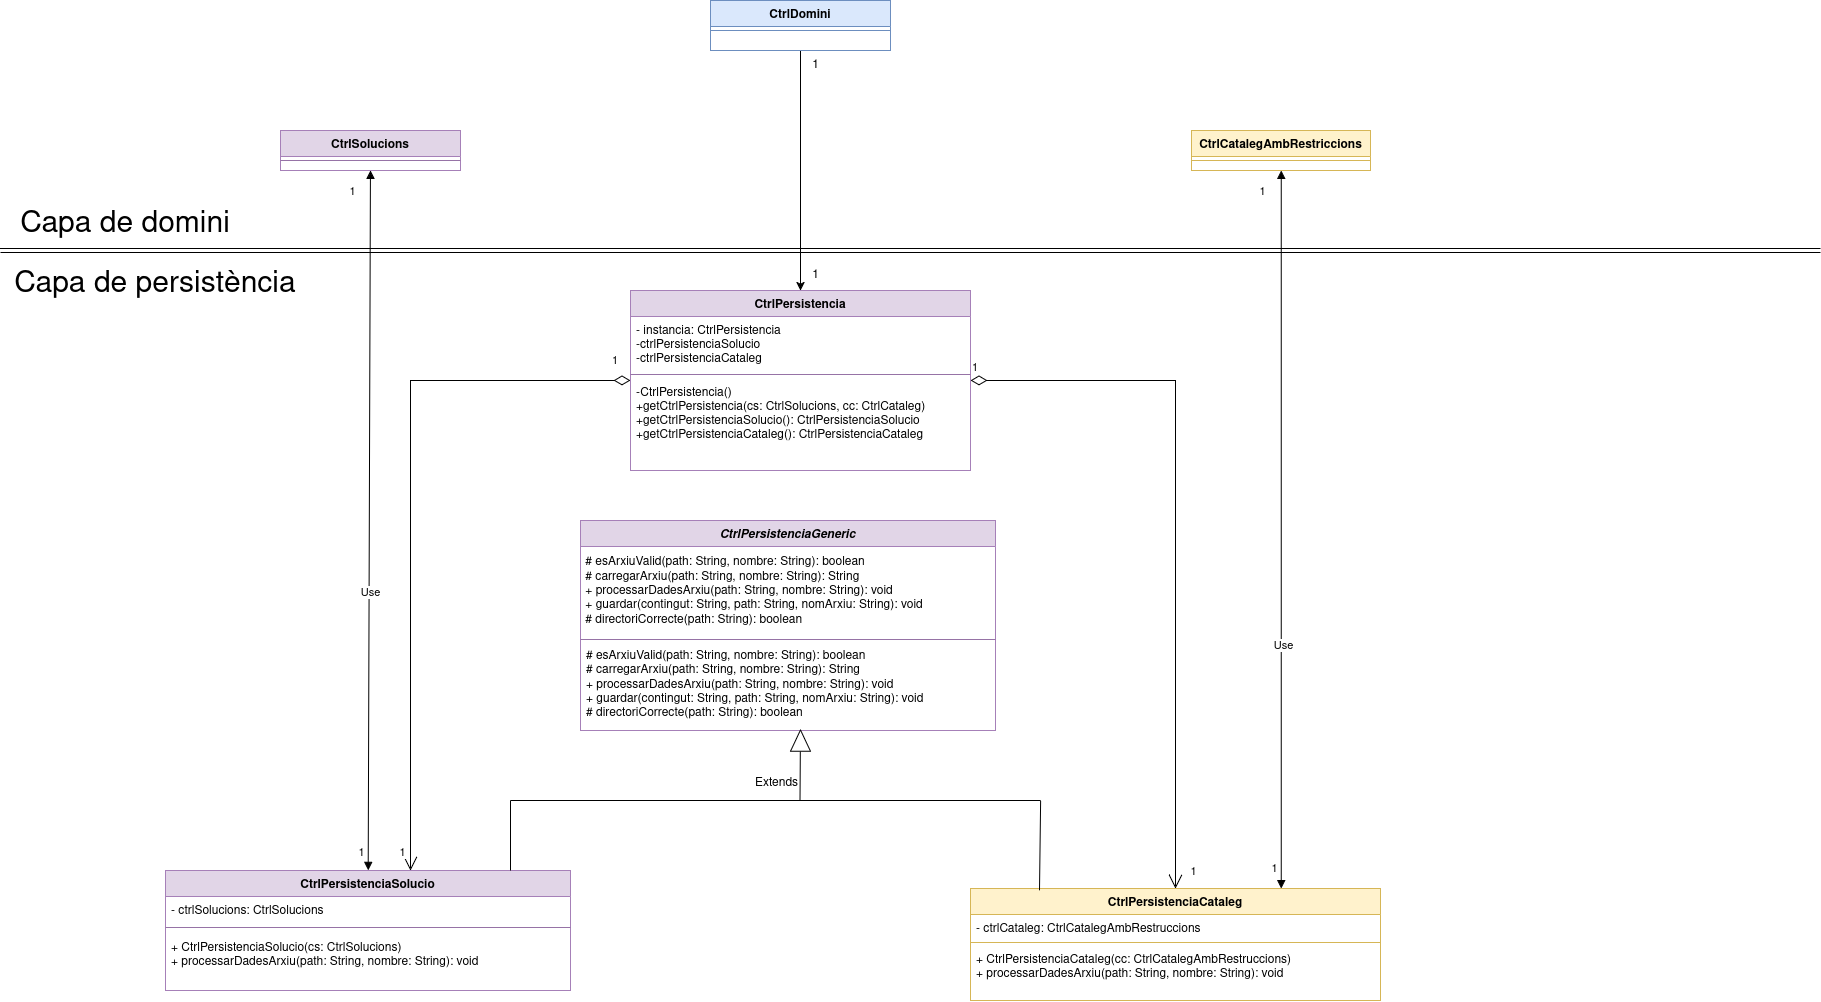 CtrlDomini
1
CtrlSolucions
CtrlCatalegAmbRestriccions
1
1
Capa de domini
Capa de persistència
1
CtrlPersistencia
- instancia: CtrlPersistencia
-ctrlPersistenciaSolucio
-ctrlPersistenciaCataleg
1
1
-CtrlPersistencia()
+getCtrlPersistencia(cs: CtrlSolucions, cc: CtrlCataleg)
+getCtrlPersistenciaSolucio(): CtrlPersistenciaSolucio
+getCtrlPersistenciaCataleg(): CtrlPersistenciaCataleg
CtrlPersistenciaGeneric
# esArxiuValid(path: String, nombre: String): boolean
# carregarArxiu(path: String, nombre: String): String
+ processarDadesArxiu(path: String, nombre: String): void
+ guardar(contingut: String, path: String, nomArxiu: String): void
# directoriCorrecte(path: String): boolean
# esArxiuValid(path: String, nombre: String): boolean
# carregarArxiu(path: String, nombre: String): String
+ processarDadesArxiu(path: String, nombre: String): void
+ guardar(contingut: String, path: String, nomArxiu: String): void
# directoriCorrecte(path: String): boolean
Use
Use
Extends
1
1
1
1
CtrlPersistenciaSolucio
- ctrlSolucions: CtrlSolucions
+ CtrlPersistenciaSolucio(cs: CtrlSolucions)
+ processarDadesArxiu(path: String, nombre: String): void
CtrlPersistenciaCataleg
- ctrlCataleg: CtrlCatalegAmbRestruccions
+ CtrlPersistenciaCataleg(cc: CtrlCatalegAmbRestruccions)
+ processarDadesArxiu(path: String, nombre: String): void